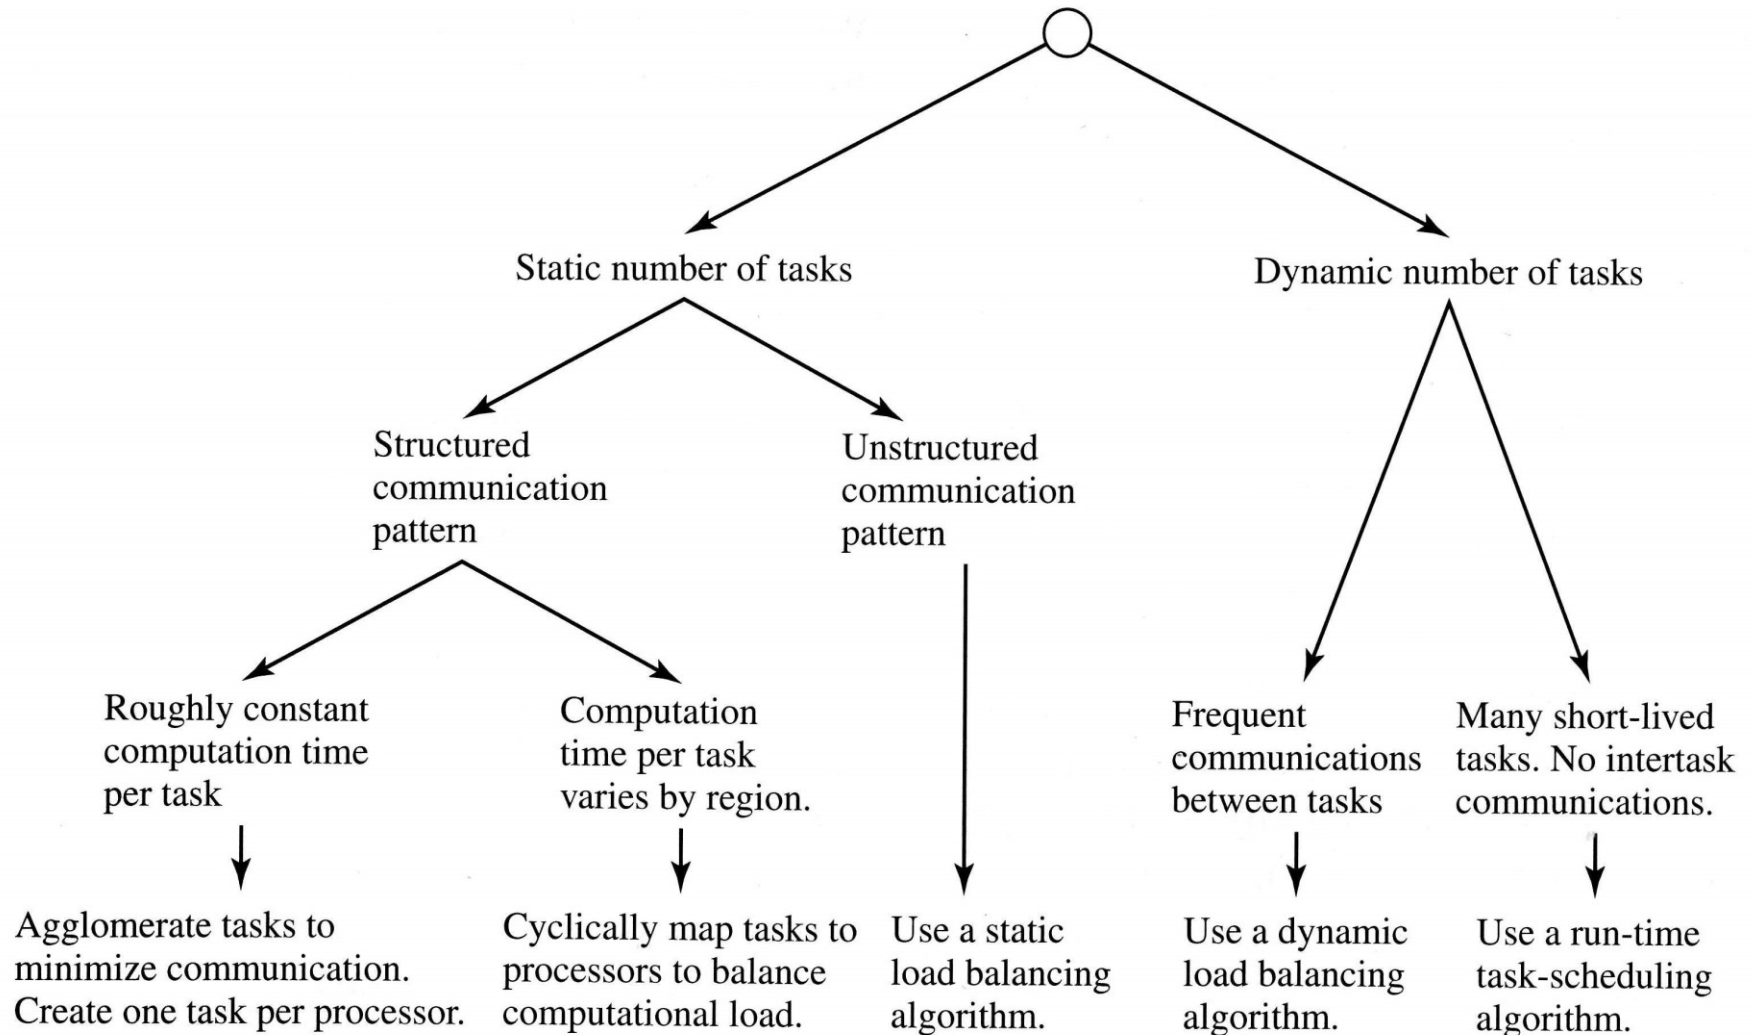 Static number of tasks
Dynamic number of tasks
Structured
communication
pattern
Unstructured
communication
pattern
Roughly constant
computation time
per task
Computation
time per task
varies by region.
Frequent
communications
between tasks
Many short-lived
tasks. No intertask
communications.
Agglomerate tasks to
minimize communication.
Create one task per processor.
Cyclically map tasks to
processors to balance
computational load.
Use a static
load balancing
algorithm.
Use a dynamic
load balancing
algorithm.
Use a run-time
task-scheduling
algorithm.